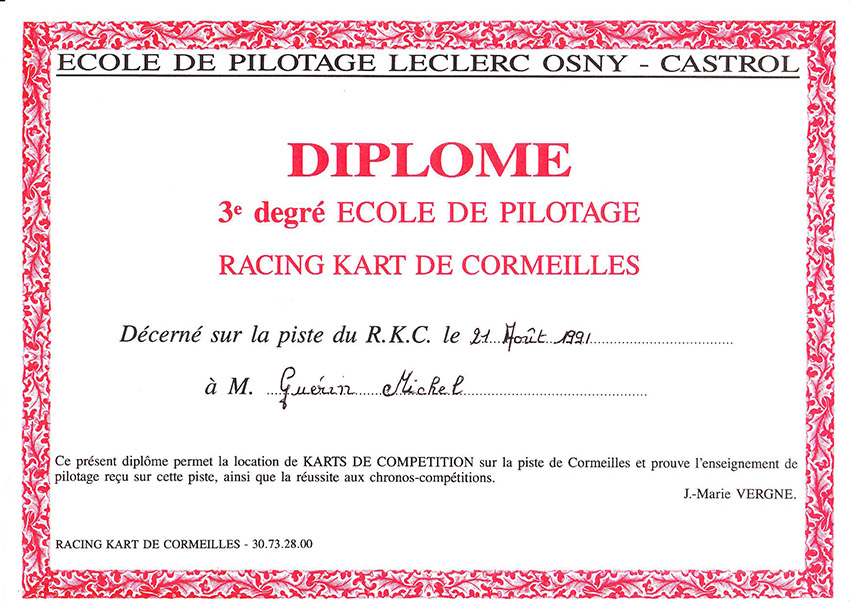 ECOLE DE PILOTAGE LECLERC OSNY - CASTROL
DIPLOME
3e degré ECOLE DE PILOTAGE
RACING KART DE CORMEILLES
Décerné sur la piste du R.K.C. le 21 Août 1991
à M. Guérin Michel
Ce présent diplôme permet la location de KARTS DE COMPETITION sur la piste de Cormeilles et prouve l'enseignement de
pilotage reçu sur cette piste, ainsi que la réussite aux chronos-compétitions.
J.-Marie VERGNE.
RACING KART DE CORMEILLES - 30.73.28.00